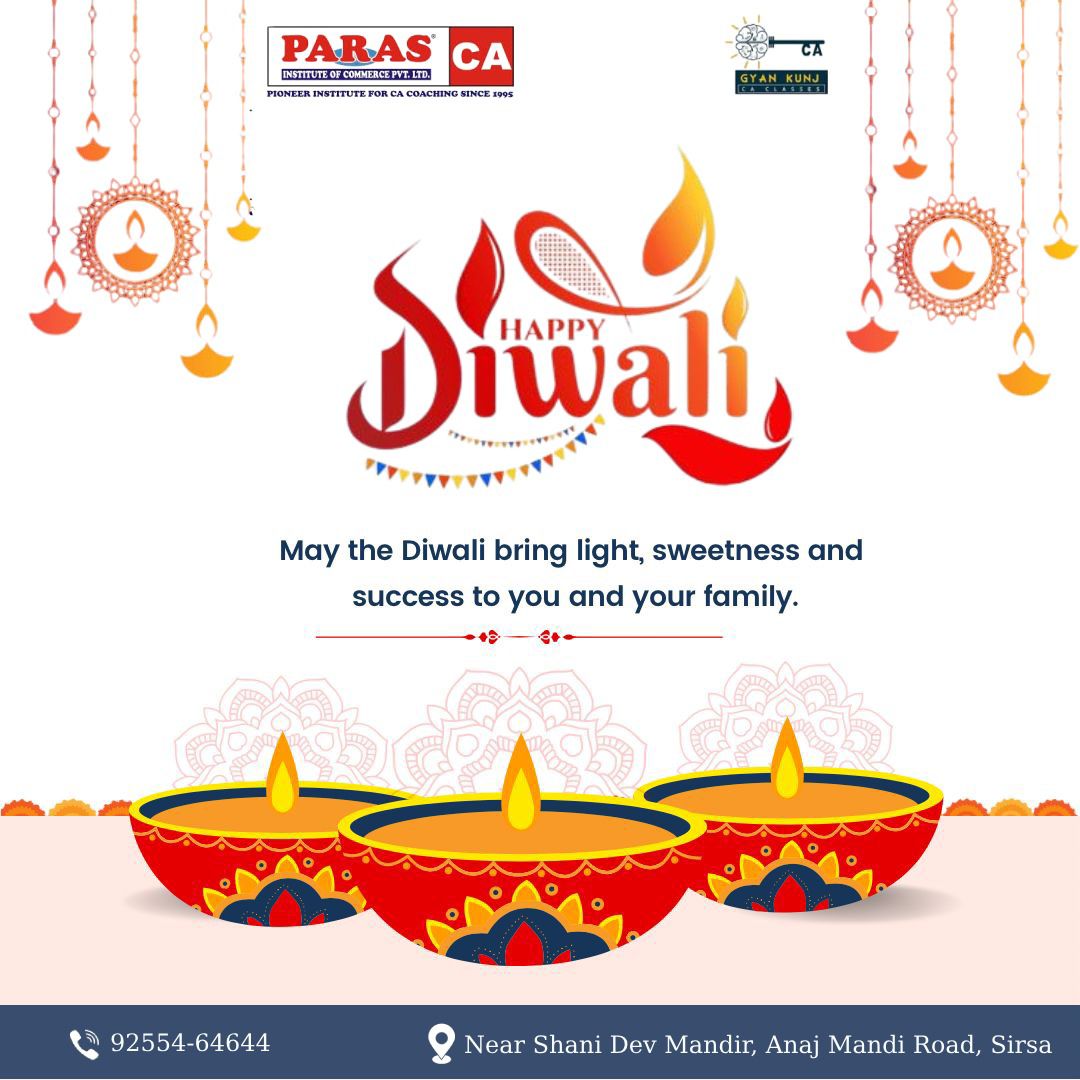 PARAS® CA
INSTITUTE OF COMMERCE PVT. LTD.
PIONEER INSTITUTE FOR CA COACHING SINCE 1995
CA
GYAN KUNJ
CA CLASSES
HAPPY
Diwali
May the Diwali bring light, sweetness and
success to you and your family.
92554-64644
Near Shani Dev Mandir, Anaj Mandi Road, Sirsa